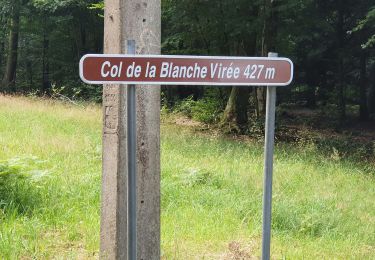 Col de la Blanche Virée 427 m